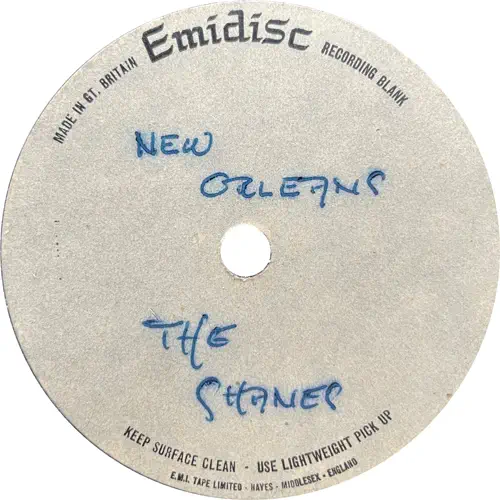 MADE IN GT. BRITAIN Emidisc RECORDING BLANK
NEW
ORLEANS
THE
SHANES
KEEP SURFACE CLEAN - USE LIGHTWEIGHT PICK UP
E.M.I. TAPE LIMITED - HAYES - MIDDLESEX - ENGLAND